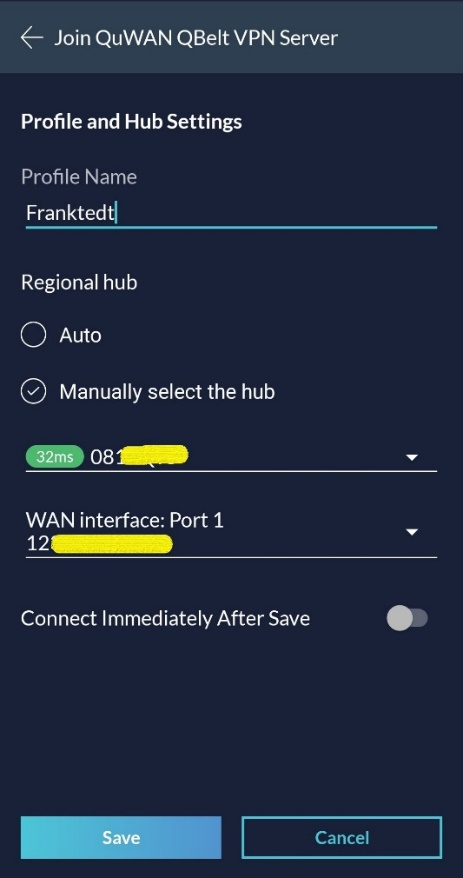 Join QuWAN QBelt VPN Server
Profile and Hub Settings
Profile Name
Franktedt
Regional hub
Auto
Manually select the hub
32ms
WAN interface: Port 1
Connect Immediately After Save
Save
Cancel